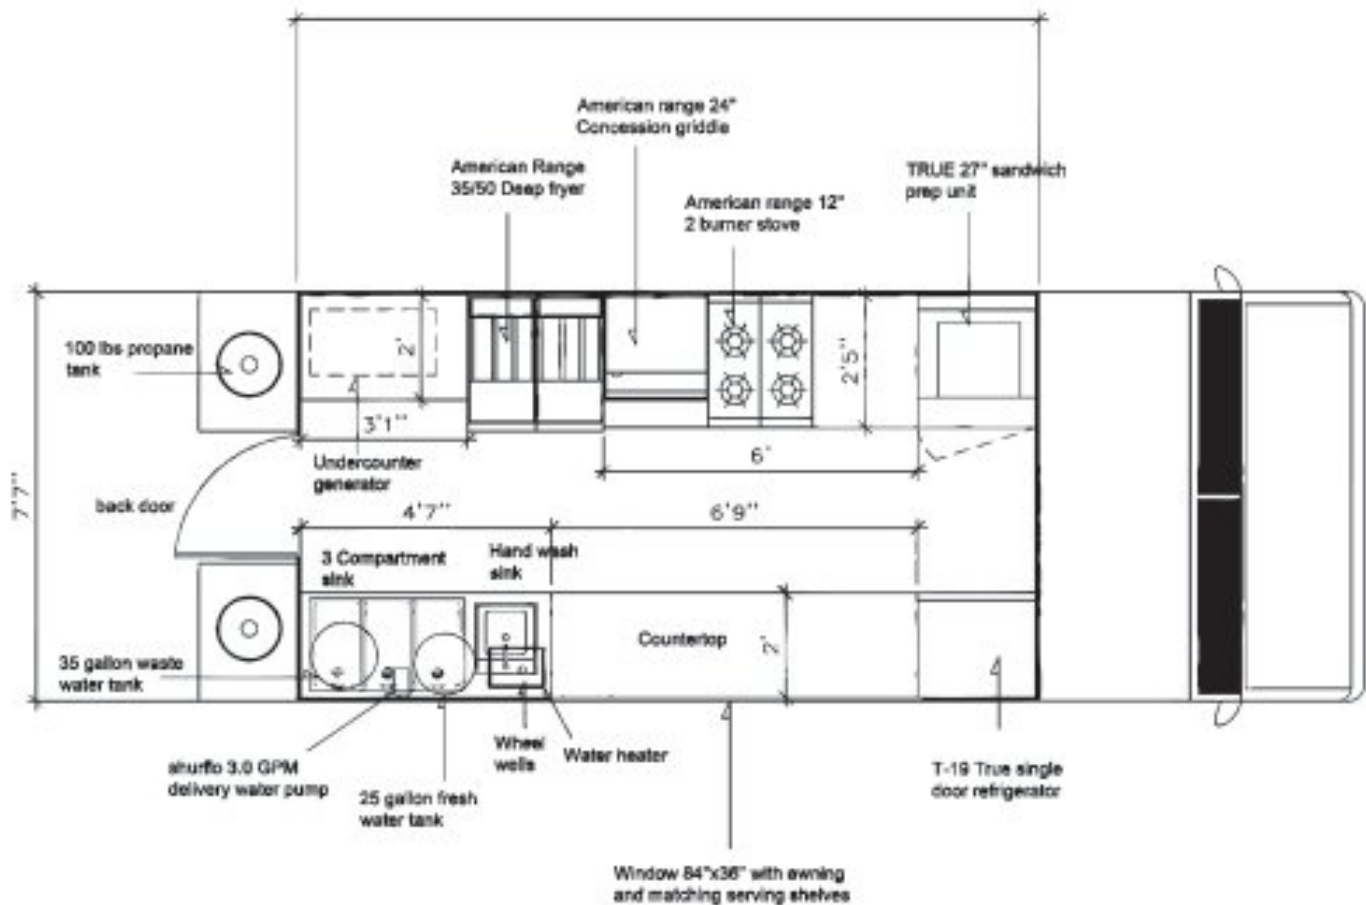 American range 24"
Concession griddle
American Range
35/50 Deep fryer
TRUE 27" sandwich
prep unit
American range 12"
2 burner stove
100 lbs propane
tank
2'
2'5"
3'1"
6'
Undercounter
generator
7'7"
back door
4'7"
6'9"
3 Compartment
sink
Hand wash
sink
Countertop
2'
35 gallon waste
water tank
shurflo 3.0 GPM
delivery water pump
Wheel
wells
Water heater
25 gallon fresh
water tank
T-19 True single
door refrigerator
Window 84"x36" with awning
and matching serving shelves